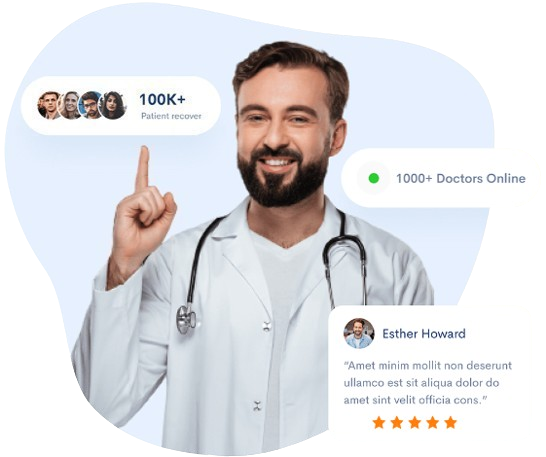 100K+
Patient recover
1000+ Doctors Online
Esther Howard
“Amet minim mollit non deserunt
ullamco est sit aliqua dolor do
amet sint velit officia cons.”